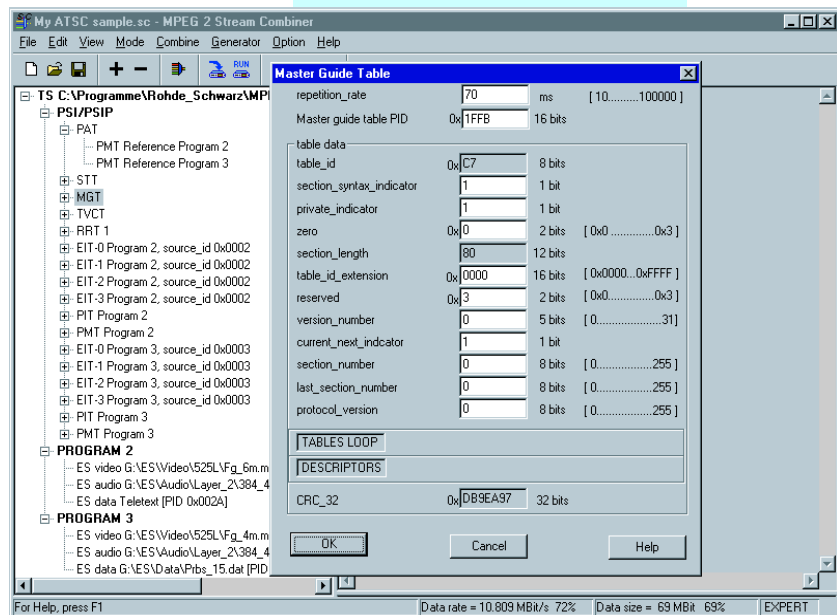 My ATSC sample.sc - MPEG 2 Stream Combiner
File Edit View Mode Combine Generator Option Help
RUN
TS C:\Programme\Rohde_Schwarz\MPI
PSI/PSIP
PAT
PMT Reference Program 2
PMT Reference Program 3
STT
MGT
TVCT
RRT 1
EIT-0 Program 2, source_id 0x0002
EIT-1 Program 2, source_id 0x0002
EIT-2 Program 2, source_id 0x0002
EIT-3 Program 2, source_id 0x0002
PIT Program 2
PMT Program 2
EIT-0 Program 3, source_id 0x0003
EIT-1 Program 3, source_id 0x0003
EIT-2 Program 3, source_id 0x0003
EIT-3 Program 3, source_id 0x0003
PIT Program 3
PMT Program 3
PROGRAM 2
ES video G:\ES\Video\525L\Fg_6m.m
ES audio G:\ES\Audio\Layer_2\384_4
ES data Teletext [PID 0x002A]
PROGRAM 3
ES video G:\ES\Video\525L\Fg_4m.m
ES audio G:\ES\Audio\Layer_2\384_4
ES data G:\ES\Data\Prbs_15.dat [PID
Master Guide Table
repetition_rate 70 ms [ 10.........100000 ]
Master guide table PID 0x 1FFB 16 bits
table data
table_id 0x C7 8 bits
section_syntax_indicator 1 1 bit
private_indicator 1 1 bit
zero 0x 0 2 bits [ 0x0 .............0x3 ]
section_length 80 12 bits
table_id_extension 0x 0000 16 bits [ 0x0000...0xFFFF ]
reserved 0x 3 2 bits [ 0x0..............0x3 ]
version_number 0 5 bits [ 0.....................31]
current_next_indcator 1 1 bit
section_number 0 8 bits [ 0..................255 ]
last_section_number 0 8 bits [ 0..................255 ]
protocol_version 0 8 bits [ 0..................255 ]
TABLES LOOP
DESCRIPTORS
CRC_32 0x DB9EA97 32 bits
OK Cancel Help
For Help, press F1 Data rate = 10.809 MBit/s 72% Data size = 69 MBit 69% EXPERT